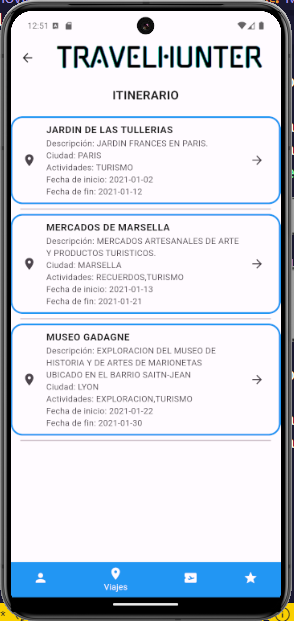 12:51
TRAVELHUNTER
ITINERARIO
JARDIN DE LAS TULLERIAS
Descripción: JARDIN FRANCES EN PARIS.
Ciudad: PARIS
Actividades: TURISMO
Fecha de inicio: 2021-01-02
Fecha de fin: 2021-01-12
MERCADOS DE MARSELLA
Descripción: MERCADOS ARTESANALES DE ARTE
Y PRODUCTOS TURISTICOS.
Ciudad: MARSELLA
Actividades: RECUERDOS,TURISMO
Fecha de inicio: 2021-01-13
Fecha de fin: 2021-01-21
MUSEO GADAGNE
Descripción: EXPLORACION DEL MUSEO DE
HISTORIA Y DE ARTES DE MARIONETAS
UBICADO EN EL BARRIO SAITN-JEAN
Ciudad: LYON
Actividades: EXPLORACION,TURISMO
Fecha de inicio: 2021-01-22
Fecha de fin: 2021-01-30
Viajes